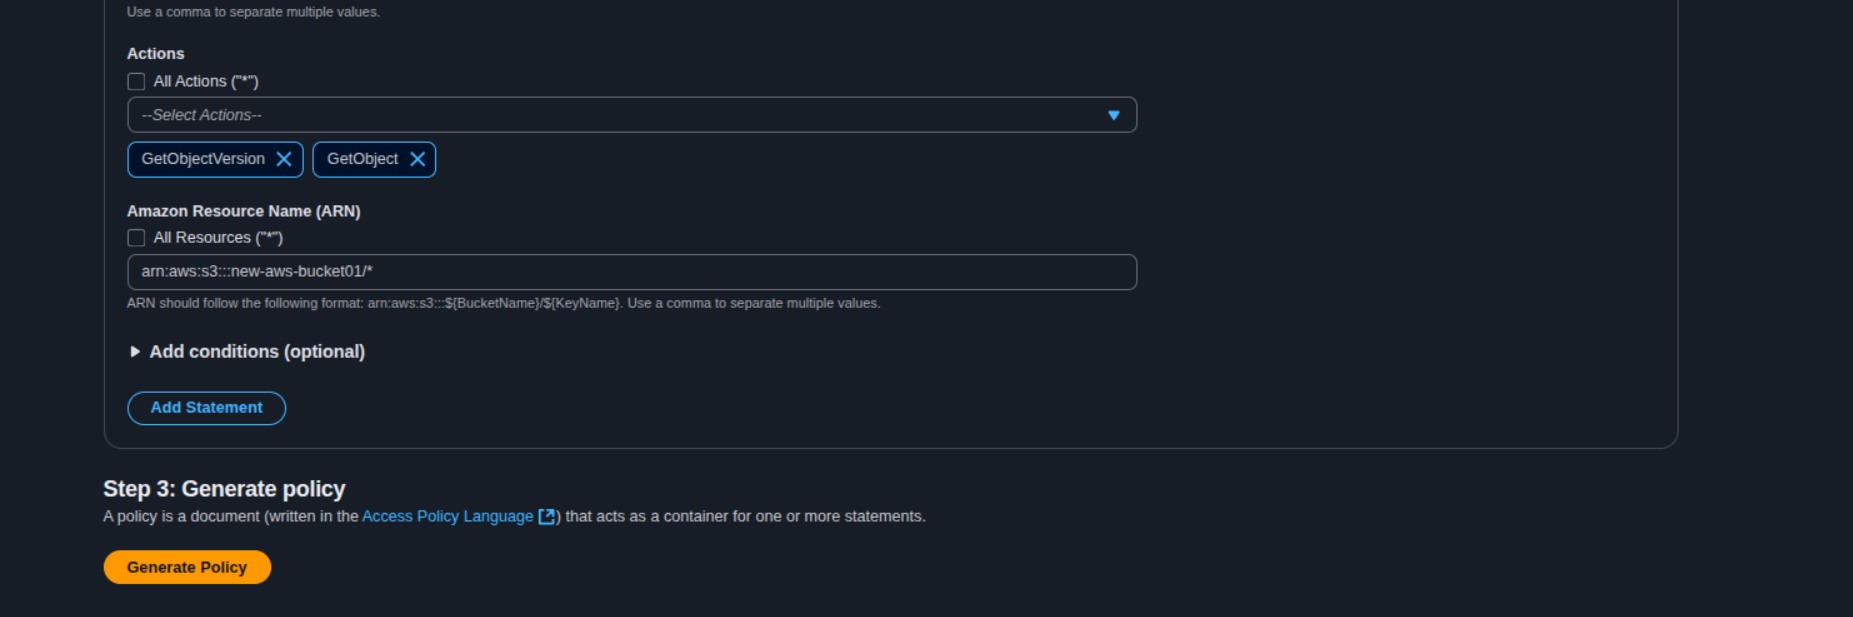 Use a comma to separate multiple values.
Actions
All Actions ("*")
--Select Actions--
GetObjectVersion GetObject
Amazon Resource Name (ARN)
All Resources ("*")
arn:aws:s3:::new-aws-bucket01/*
ARN should follow the following format: arn:aws:s3:::${BucketName}/${KeyName}. Use a comma to separate multiple values.
Add conditions (optional)
Add Statement
Step 3: Generate policy
A policy is a document (written in the Access Policy Language ) that acts as a container for one or more statements.
Generate Policy